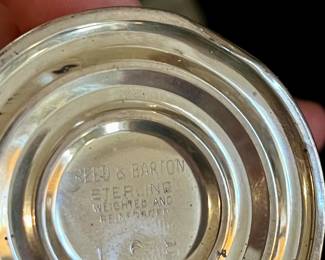 REED & BARTON
STERLING
WEIGHTED AND
REINFORCED